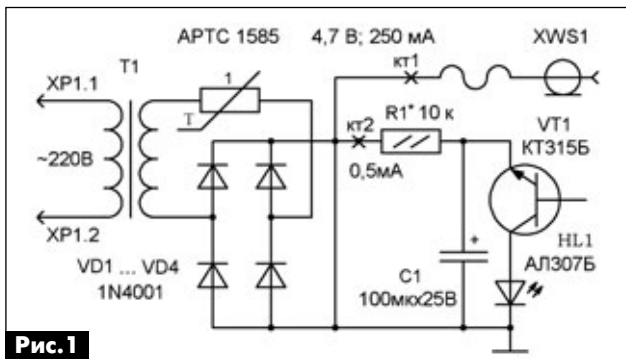 АРТС 1585 4,7 В; 250 мА XWS1
T1
кт1
XP1.1
1
T
R1* 10 к
кт2
VT1
КТ315Б
~220В
0,5мА
XP1.2
HL1
VD1 ... VD4
1N4001
C1
100мкх25В
+
АЛ307Б
Рис.1